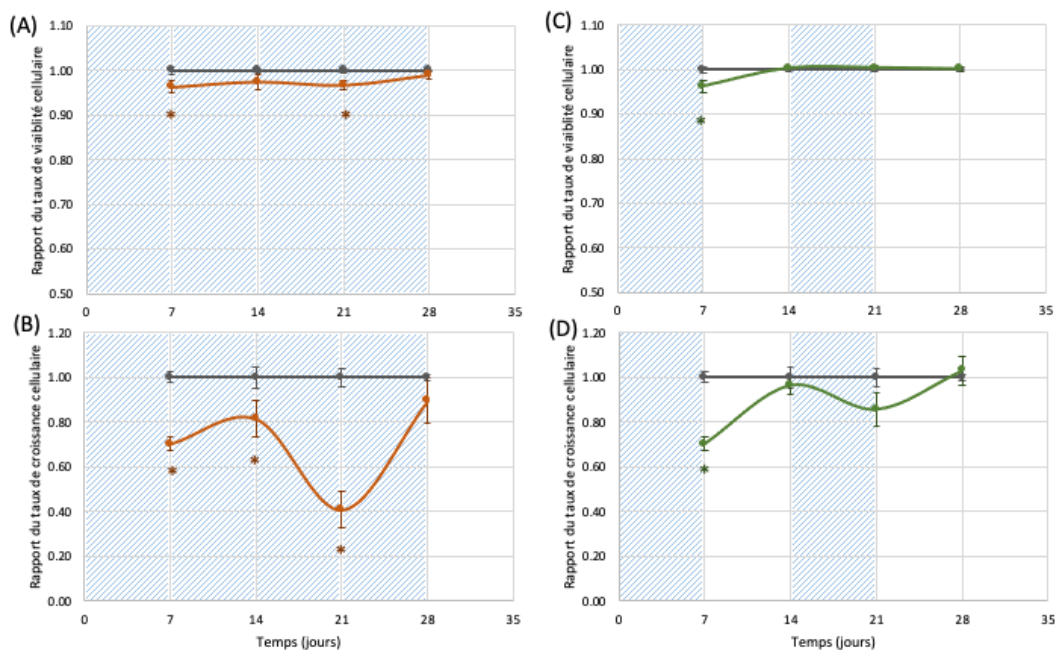 (A)
Rapport du taux de viaiblité cellulaire
1.10
1.00
0.90
0.80
0.70
0.60
0.50
0 7 14 21 28 35
(B)
Rapport du taux de croissance cellulaire
1.20
1.00
0.80
0.60
0.40
0.20
0.00
0 7 14 21 28 35
Temps (jours)
(C)
Rapport du taux de viaiblité cellulaire
1.10
1.00
0.90
0.80
0.70
0.60
0.50
0 7 14 21 28 35
(D)
Rapport du taux de croissance cellulaire
1.20
1.00
0.80
0.60
0.40
0.20
0.00
0 7 14 21 28 35
Temps (jours)